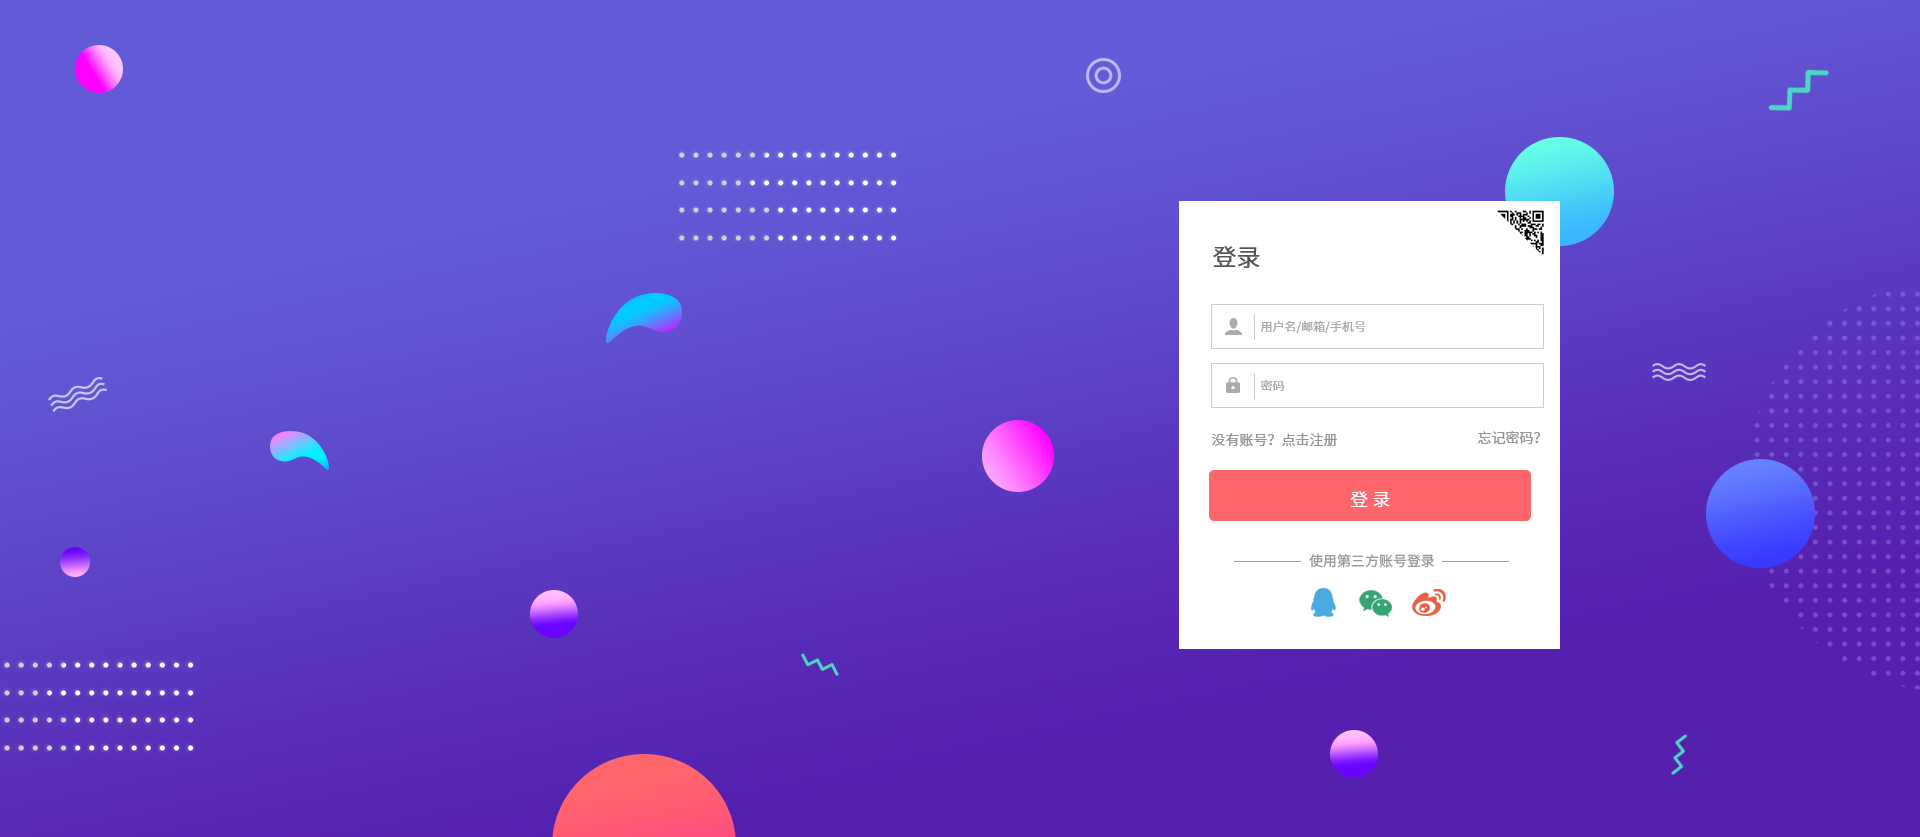 登录
用户名/邮箱/手机号
密码
没有账号？点击注册
忘记密码？
登 录
使用第三方账号登录